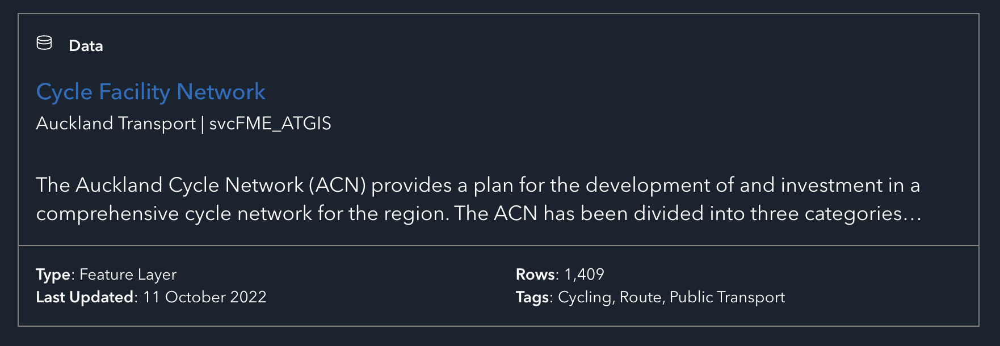 Data
Cycle Facility Network
Auckland Transport | svcFME_ATGIS
The Auckland Cycle Network (ACN) provides a plan for the development of and investment in a
comprehensive cycle network for the region. The ACN has been divided into three categories…
Type: Feature Layer
Rows: 1,409
Last Updated: 11 October 2022
Tags: Cycling, Route, Public Transport